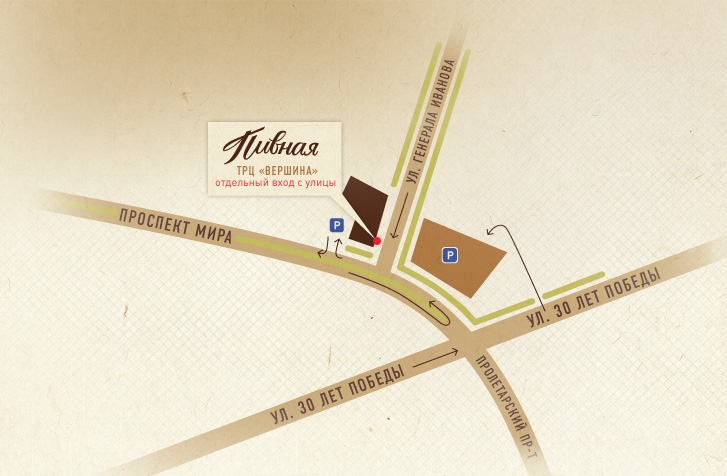 УЛ. ГЕНЕРАЛА ИВАНОВА
Пивная
ТРЦ «ВЕРШИНА»
отдельный вход с улицы
ПРОСПЕКТ МИРА
P
P
УЛ. 30 ЛЕТ ПОБЕДЫ
УЛ. 30 ЛЕТ ПОБЕДЫ
ПРОЛЕТАРСКИЙ ПР-Т